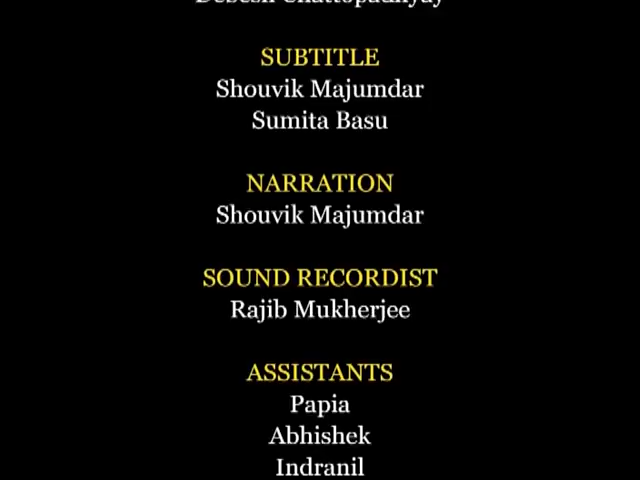 SUBTITLE
Shouvik Majumdar
Sumita Basu
NARRATION
Shouvik Majumdar
SOUND RECORDIST
Rajib Mukherjee
ASSISTANTS
Papia
Abhishek
Indranil